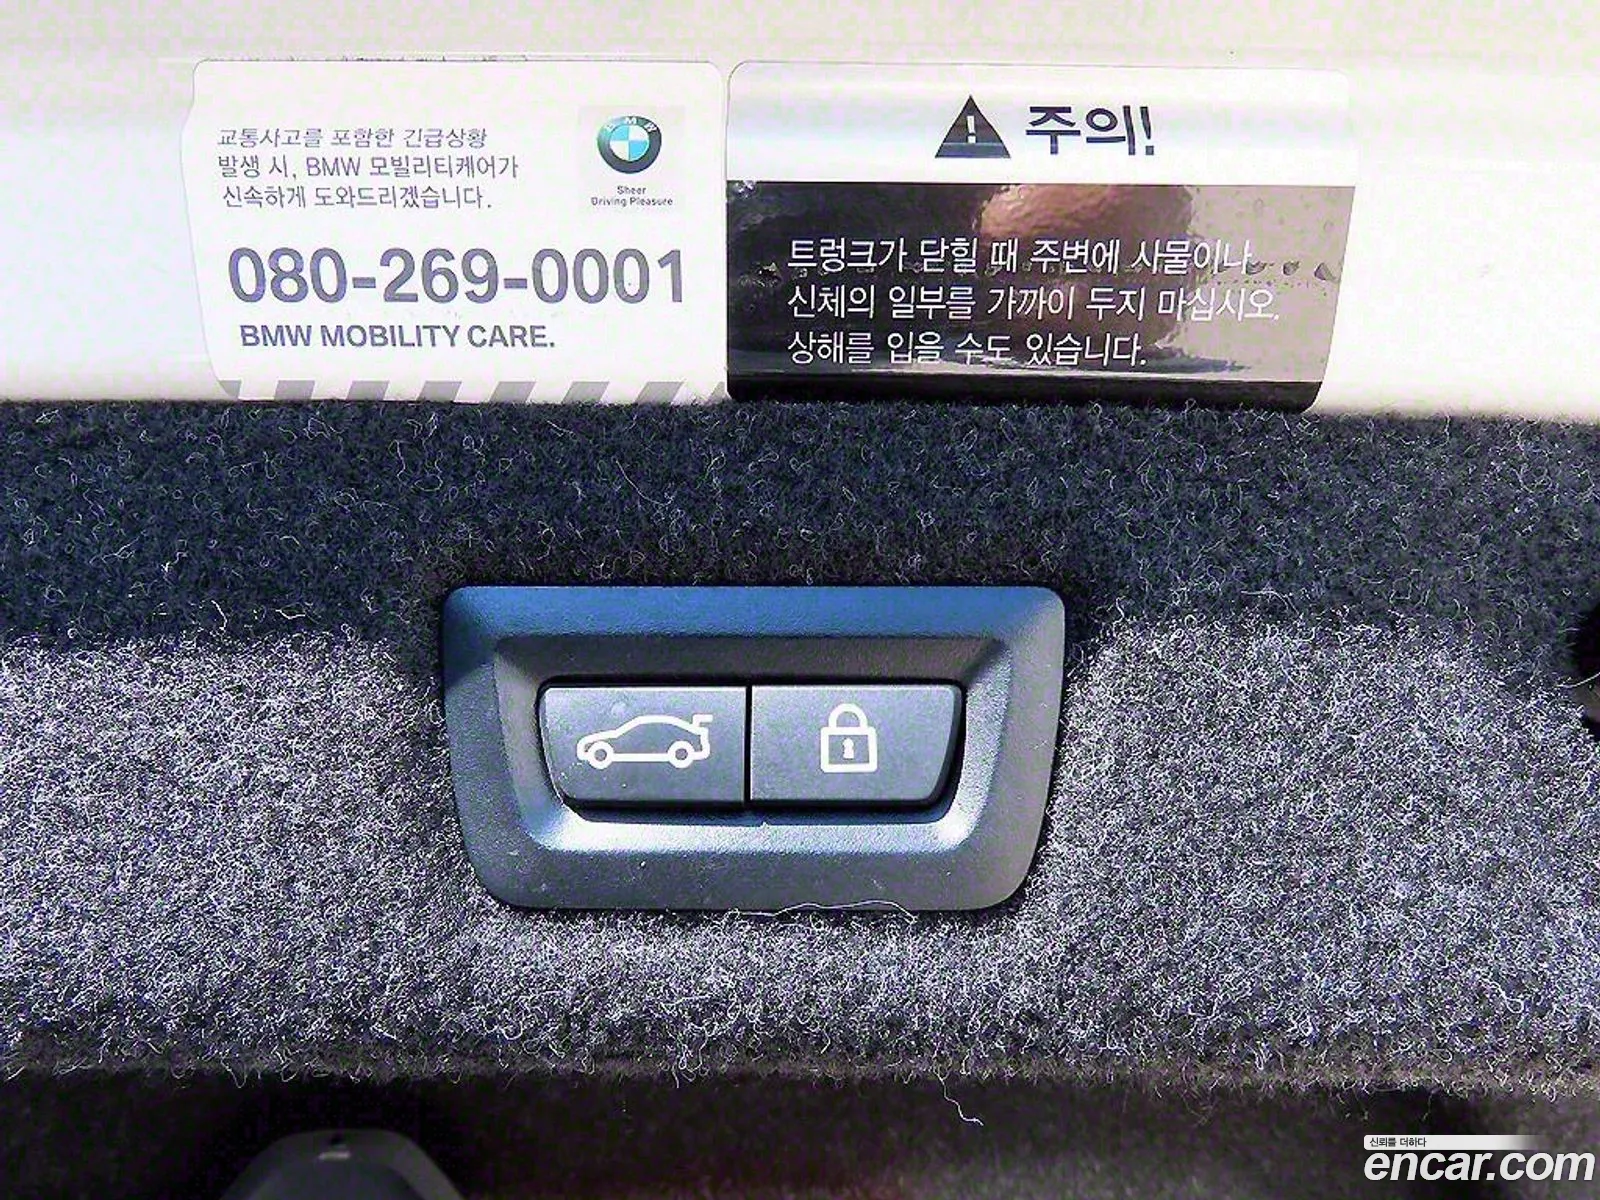 교통사고를 포함한 긴급상황
발생 시, BMW 모빌리티케어가
신속하게 도와드리겠습니다.
BMW
Sheer
Driving Pleasure
080-269-0001
BMW MOBILITY CARE.
주의!
트렁크가 닫힐 때 주변에 사물이나
신체의 일부를 가까이 두지 마십시오.
상해를 입을 수도 있습니다.
신뢰를 더하다
encar.com